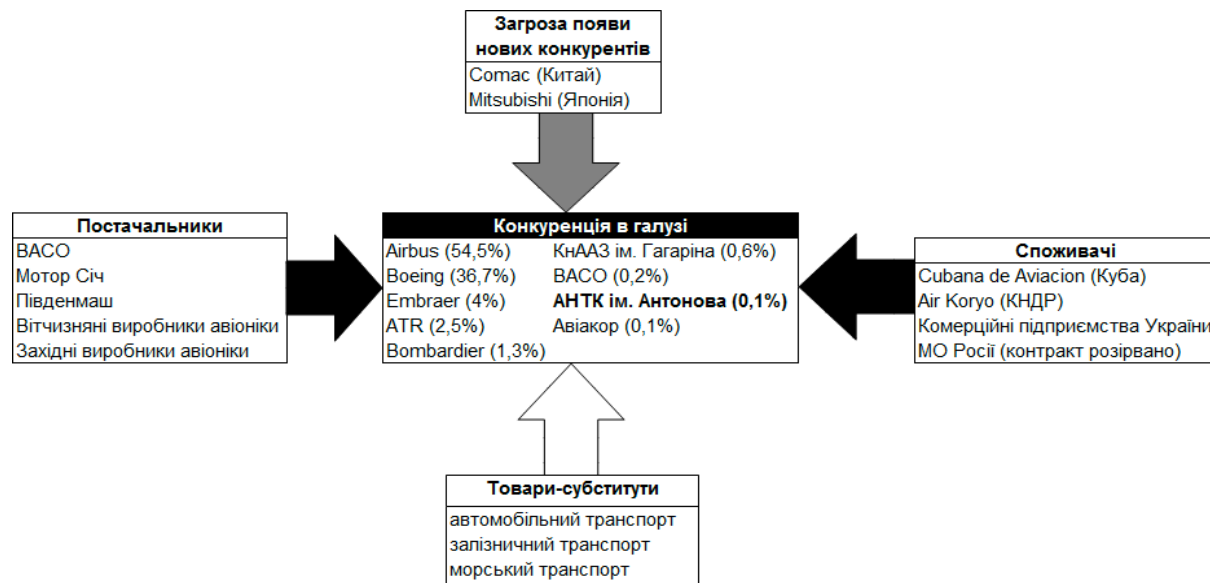 Загроза появи
нових конкурентів
Comac (Китай)
Mitsubishi (Японія)
Постачальники
ВАСО
Мотор Січ
Південмаш
Вітчизняні виробники авіоніки
Західні виробники авіоніки
Конкуренція в галузі
Airbus (54,5%)
Boeing (36,7%)
Embraer (4%)
ATR (2,5%)
Bombardier (1,3%)
КнААЗ ім. Гагаріна (0,6%)
ВАСО (0,2%)
АНТК ім. Антонова (0,1%)
Авіакор (0,1%)
Споживачі
Cubana de Aviacion (Куба)
Air Koryo (КНДР)
Комерційні підприємства України
МО Росії (контракт розірвано)
Товари-субститути
автомобільний транспорт
залізничний транспорт
морський транспорт